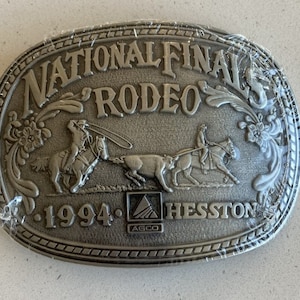 NATIONAL FINALS
RODEO
·1994· HESSTON
AGCO